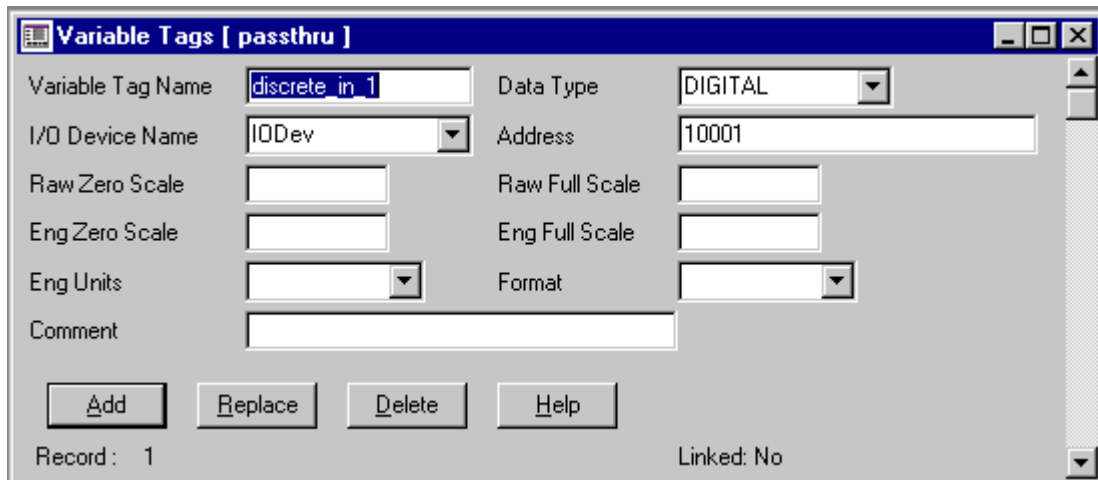 Variable Tags [ passthru ]
Variable Tag Name discrete_in_1 Data Type DIGITAL
I/O Device Name IODev Address 10001
Raw Zero Scale Raw Full Scale
Eng Zero Scale Eng Full Scale
Eng Units Format
Comment
Add Replace Delete Help
Record : 1 Linked: No